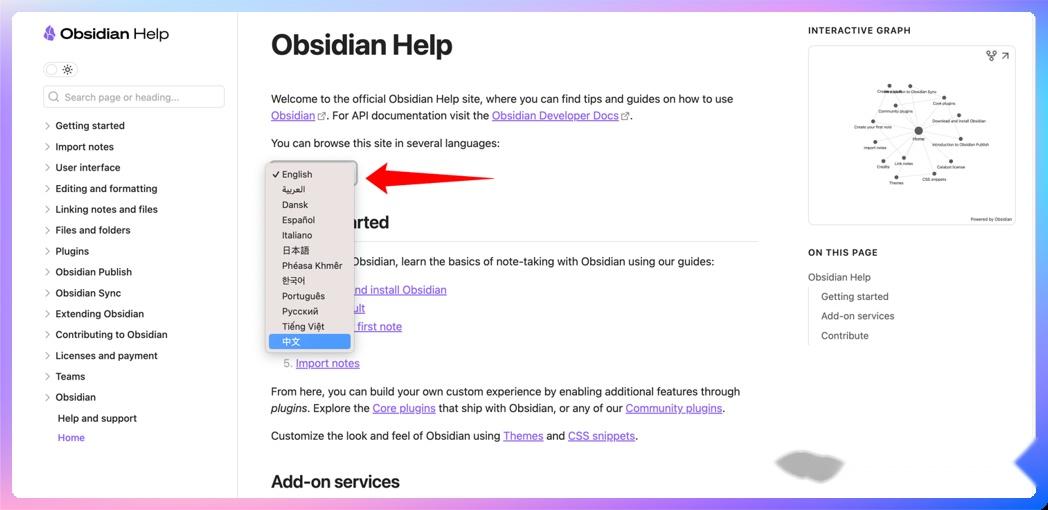 Obsidian Help
Search page or heading...
Getting started
Import notes
User interface
Editing and formatting
Linking notes and files
Files and folders
Plugins
Obsidian Publish
Obsidian Sync
Extending Obsidian
Contributing to Obsidian
Licenses and payment
Teams
Obsidian
Help and support
Home
Obsidian Help
Welcome to the official Obsidian Help site, where you can find tips and guides on how to use
Obsidian. For API documentation visit the Obsidian Developer Docs.
You can browse this site in several languages:
English
العربية
Dansk
Español
Italiano
日本語
Phéasa Khmêr
한국어
Português
Русский
Tiếng Việt
中文
arted
Obsidian, learn the basics of note-taking with Obsidian using our guides:
nd install Obsidian
ult
first note
5. Import notes
From here, you can build your own custom experience by enabling additional features through
plugins. Explore the Core plugins that ship with Obsidian, or any of our Community plugins.
Customize the look and feel of Obsidian using Themes and CSS snippets.
Add-on services
INTERACTIVE GRAPH
Core plugins
Community plugins
Download and install Obsidian
Create your first note
Home
Introduction to Obsidian Publish
Import notes
Link notes
Credits
Catalyst license
Themes
CSS snippets
Powered by Obsidian
ON THIS PAGE
Obsidian Help
Getting started
Add-on services
Contribute